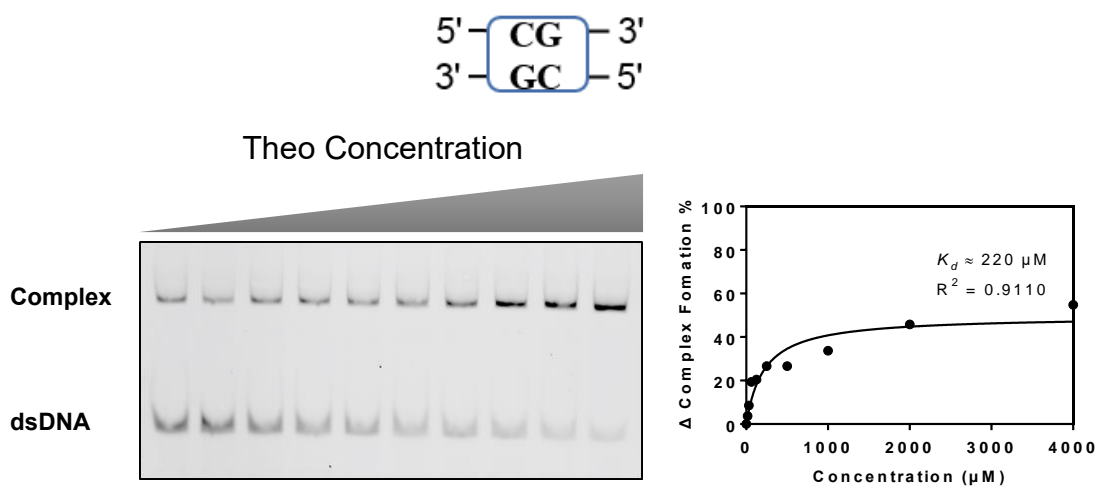 5' CG 3'
3' GC 5'
Theo Concentration
Complex
dsDNA
Δ Complex Fomation %
100
80
60
40
20
0
K_d ≈ 220 μM
R² = 0.9110
0 1000 2000 3000 4000
Concentration (μM)